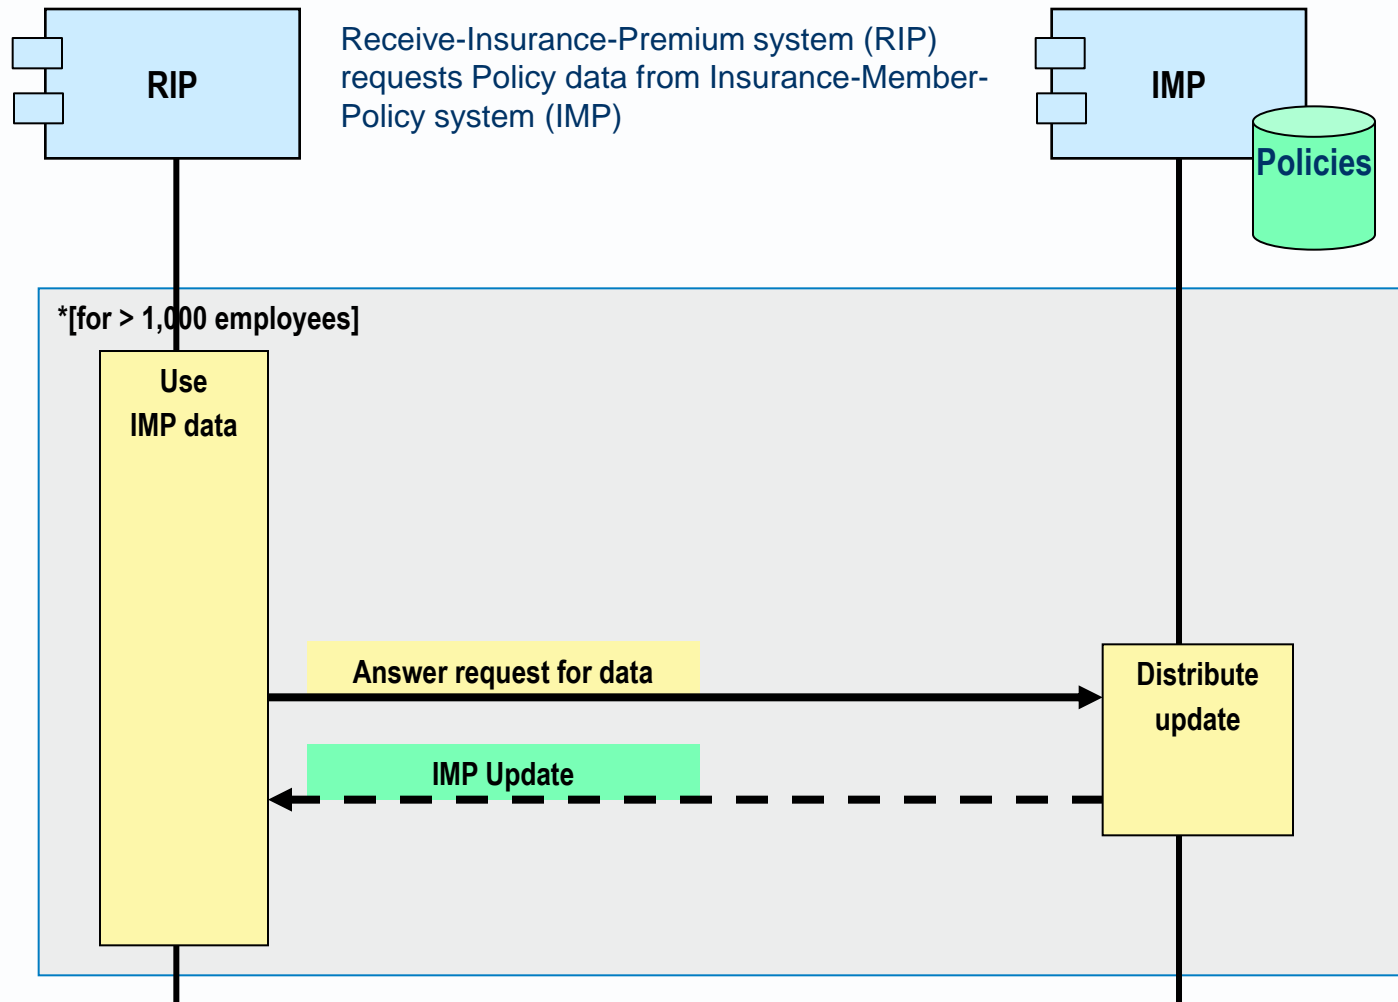 RIP
Receive-Insurance-Premium system (RIP)
requests Policy data from Insurance-Member-
Policy system (IMP)
IMP
Policies
*[for > 1,000 employees]
Use
IMP data
Answer request for data
Distribute
update
IMP Update